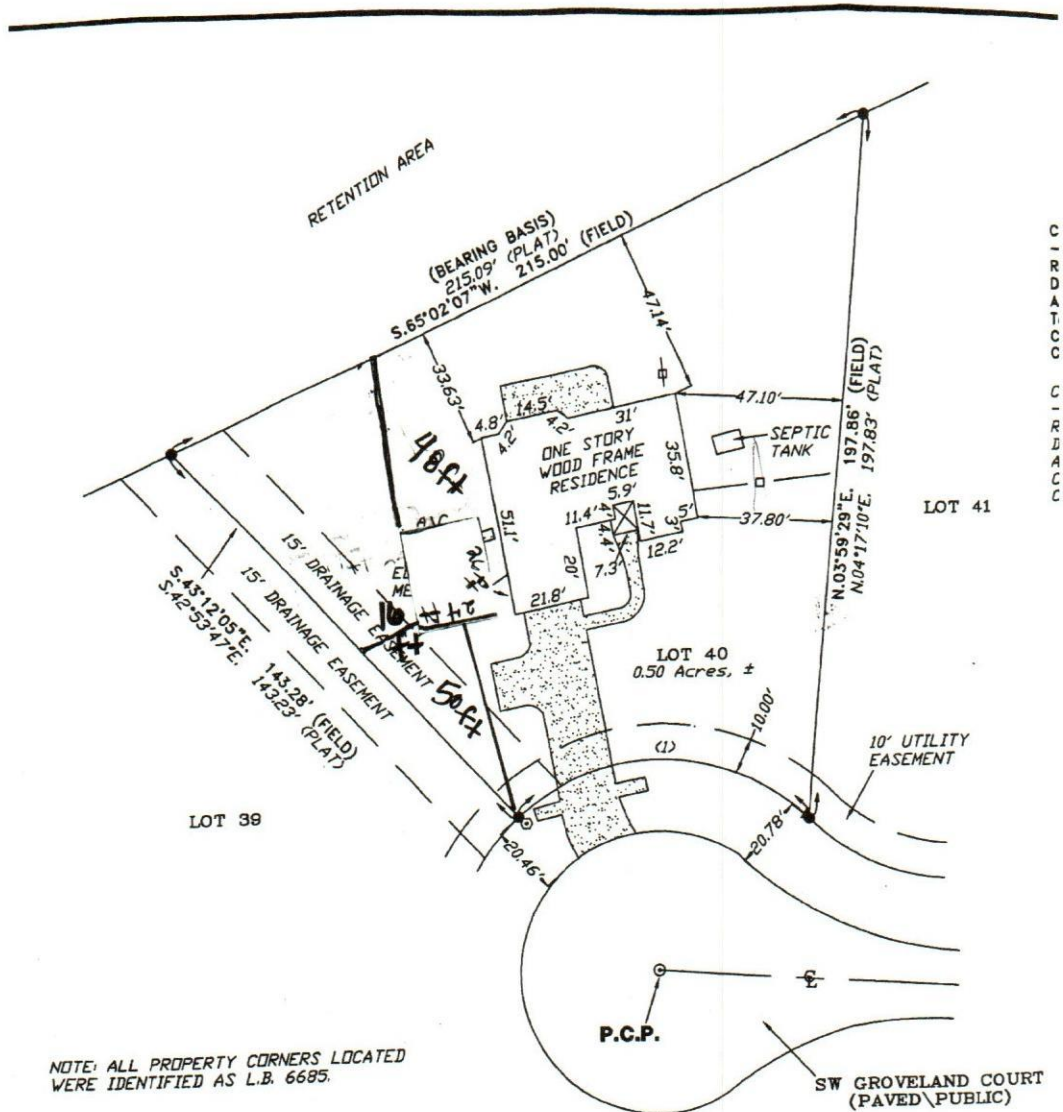 RETENTION AREA
(BEARING BASIS)
215.09' (PLAT)
S.65°02'07"W. 215.00' (FIELD)
47.14'
33.63'
48ft
4.8'
4.2'
14.5'
4.2'
31'
47.10'
ONE STORY
WOOD FRAME
RESIDENCE
35.8'
SEPTIC
TANK
N.03°59'29"E. 197.86' (FIELD)
N.04°17'10"E. 197.83' (PLAT)
LOT 41
51.1'
5.9'
11.4'
4'
4.4'
11.7'
3'
5'
37.80'
12.2'
7.3'
20'
21.8'
A\C
26ft
24ft
16ft
50ft
15' DRAINAGE EASEMENT
15' DRAINAGE EASEMENT
S.43°12'05"E. 143.28' (FIELD)
S.42°53'47"E. 143.23' (PLAT)
LOT 40
0.50 Acres, ±
(1)
10.00'
10' UTILITY
EASEMENT
LOT 39
20.46'
20.78'
P.C.P.
SW GROVELAND COURT
(PAVED\PUBLIC)
NOTE: ALL PROPERTY CORNERS LOCATED
WERE IDENTIFIED AS L.B. 6685.
C
R
D
A
T
C
C
C
R
D
A
C
C